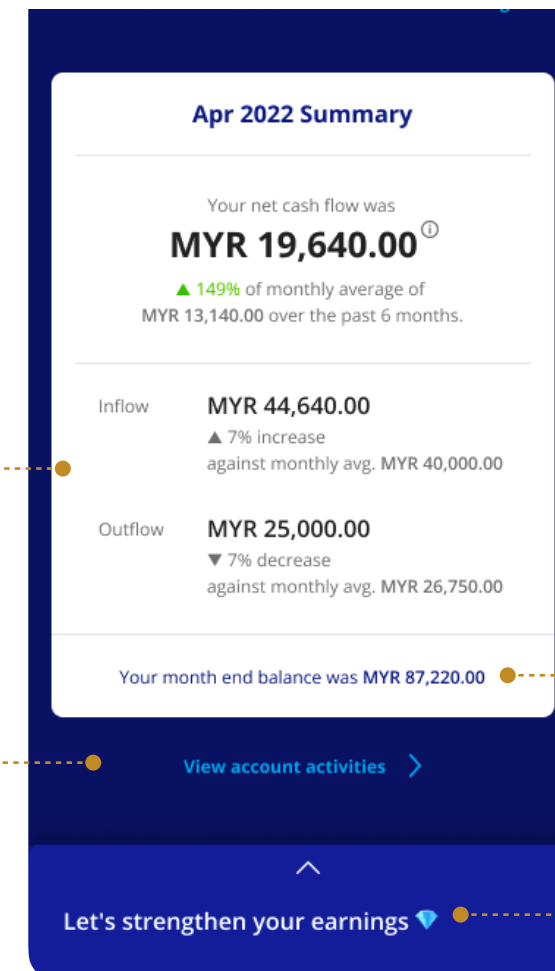 Apr 2022 Summary
Your net cash flow was
MYR 19,640.00 ⓘ
▲ 149% of monthly average of
MYR 13,140.00 over the past 6 months.
Inflow
MYR 44,640.00
▲ 7% increase
against monthly avg. MYR 40,000.00
Outflow
MYR 25,000.00
▼ 7% decrease
against monthly avg. MYR 26,750.00
Your month end balance was MYR 87,220.00
View account activities
Let's strengthen your earnings 💎